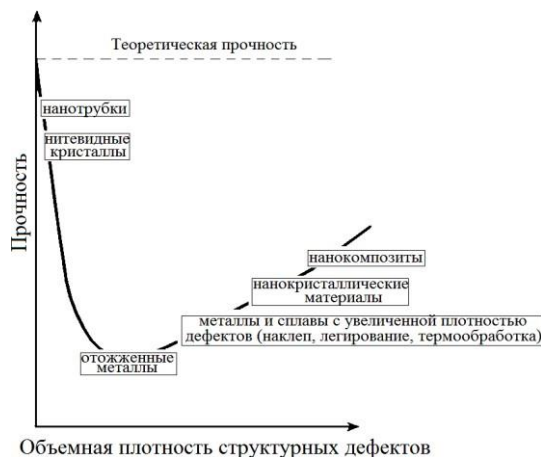 Теоретическая прочность
нанотрубки
нитевидные
кристаллы
Прочность
нанокомпозиты
нанокристаллические
материалы
металлы и сплавы с увеличенной плотностью
дефектов (наклеп, легирование, термообработка)
отожженные
металлы
Объемная плотность структурных дефектов